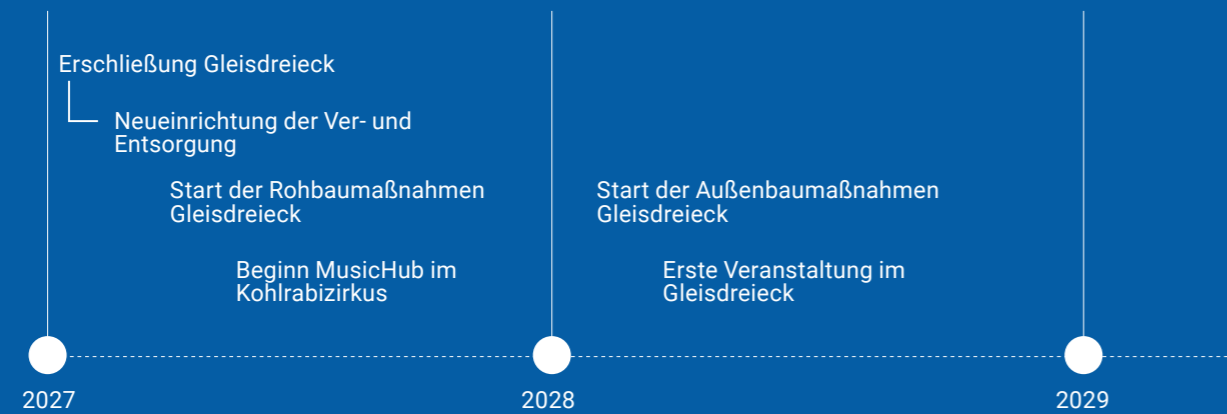 Erschließung Gleisdreieck
Neueinrichtung der Ver- und
Entsorgung
Start der Rohbaumaßnahmen
Gleisdreieck
Beginn MusicHub im
Kohlrabizirkus
Start der Außenbaumaßnahmen
Gleisdreieck
Erste Veranstaltung im
Gleisdreieck
2027
2028
2029